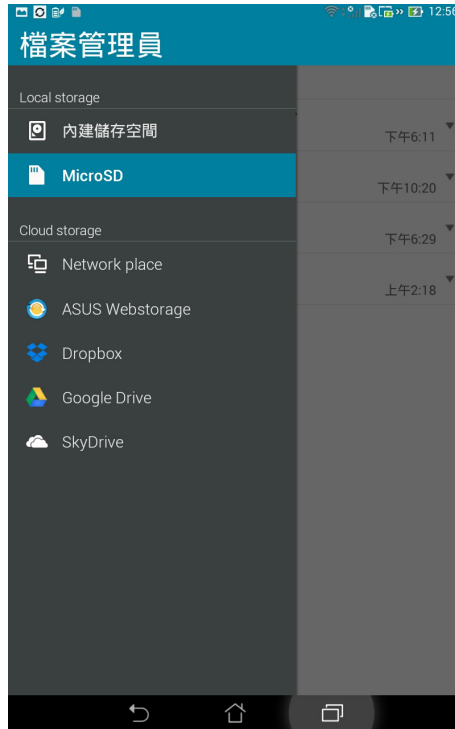 12:56
檔案管理員
Local storage
內建儲存空間
下午6:11
MicroSD
下午10:20
Cloud storage
下午6:29
Network place
上午2:18
ASUS Webstorage
Dropbox
Google Drive
SkyDrive